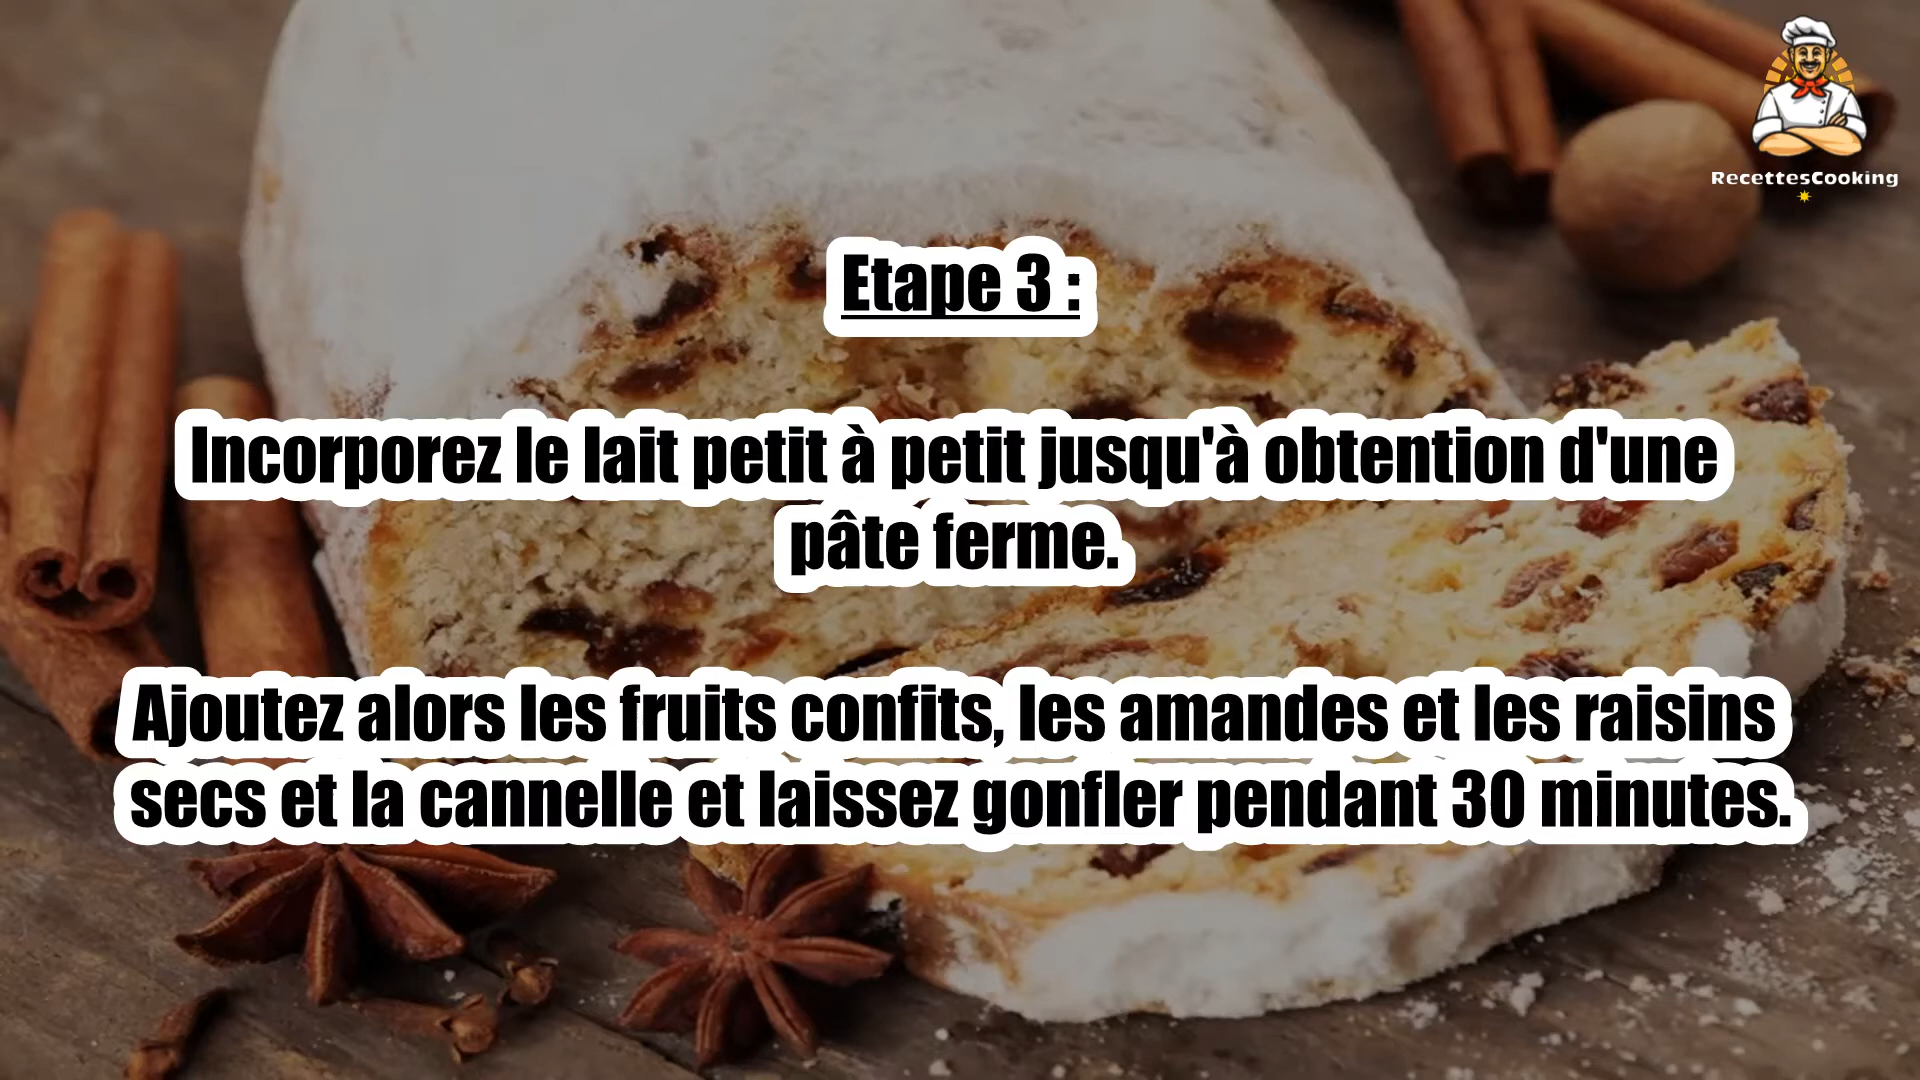 RecettesCooking
Etape 3 :
Incorporez le lait petit à petit jusqu'à obtention d'une
pâte ferme.
Ajoutez alors les fruits confits, les amandes et les raisins
secs et la cannelle et laissez gonfler pendant 30 minutes.